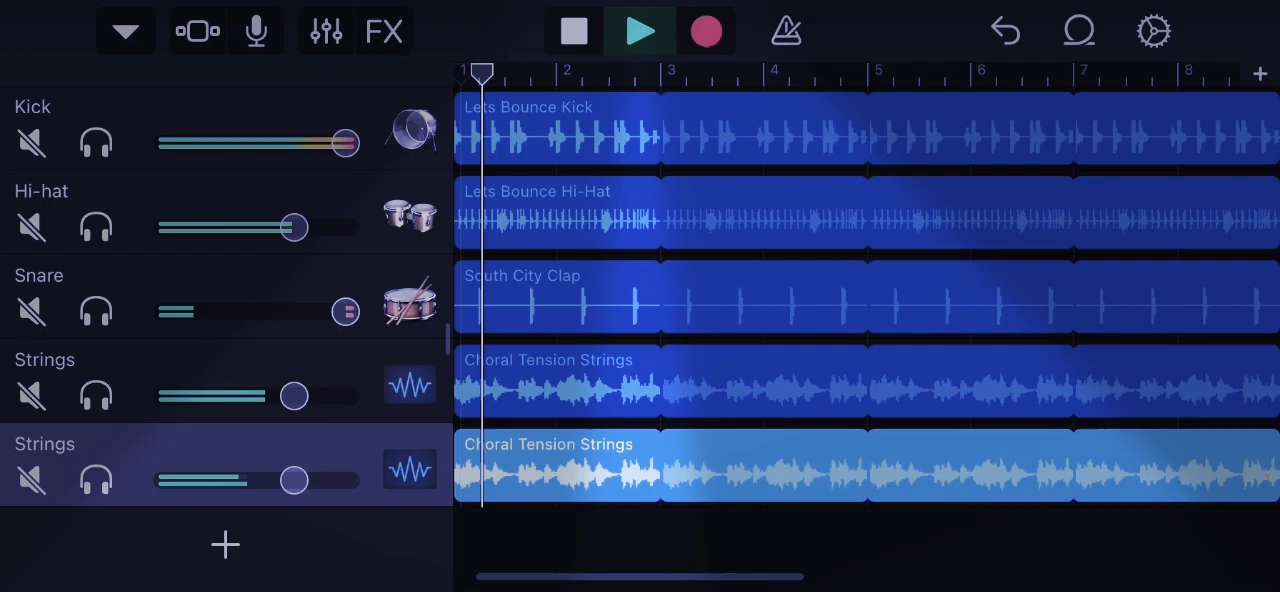 FX
1 2 3 4 5 6 7 8
Kick
Lets Bounce Kick
Hi-hat
Lets Bounce Hi-Hat
Snare
South City Clap
Strings
Choral Tension Strings
Strings
Choral Tension Strings